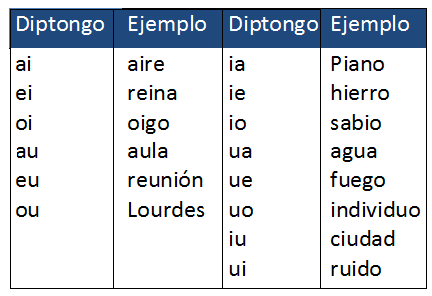 Diptongo Ejemplo Diptongo Ejemplo
ai aire ia Piano
ei reina ie hierro
oi oigo io sabio
au aula ua agua
eu reunión ue fuego
ou Lourdes uo individuo
iu ciudad
ui ruido